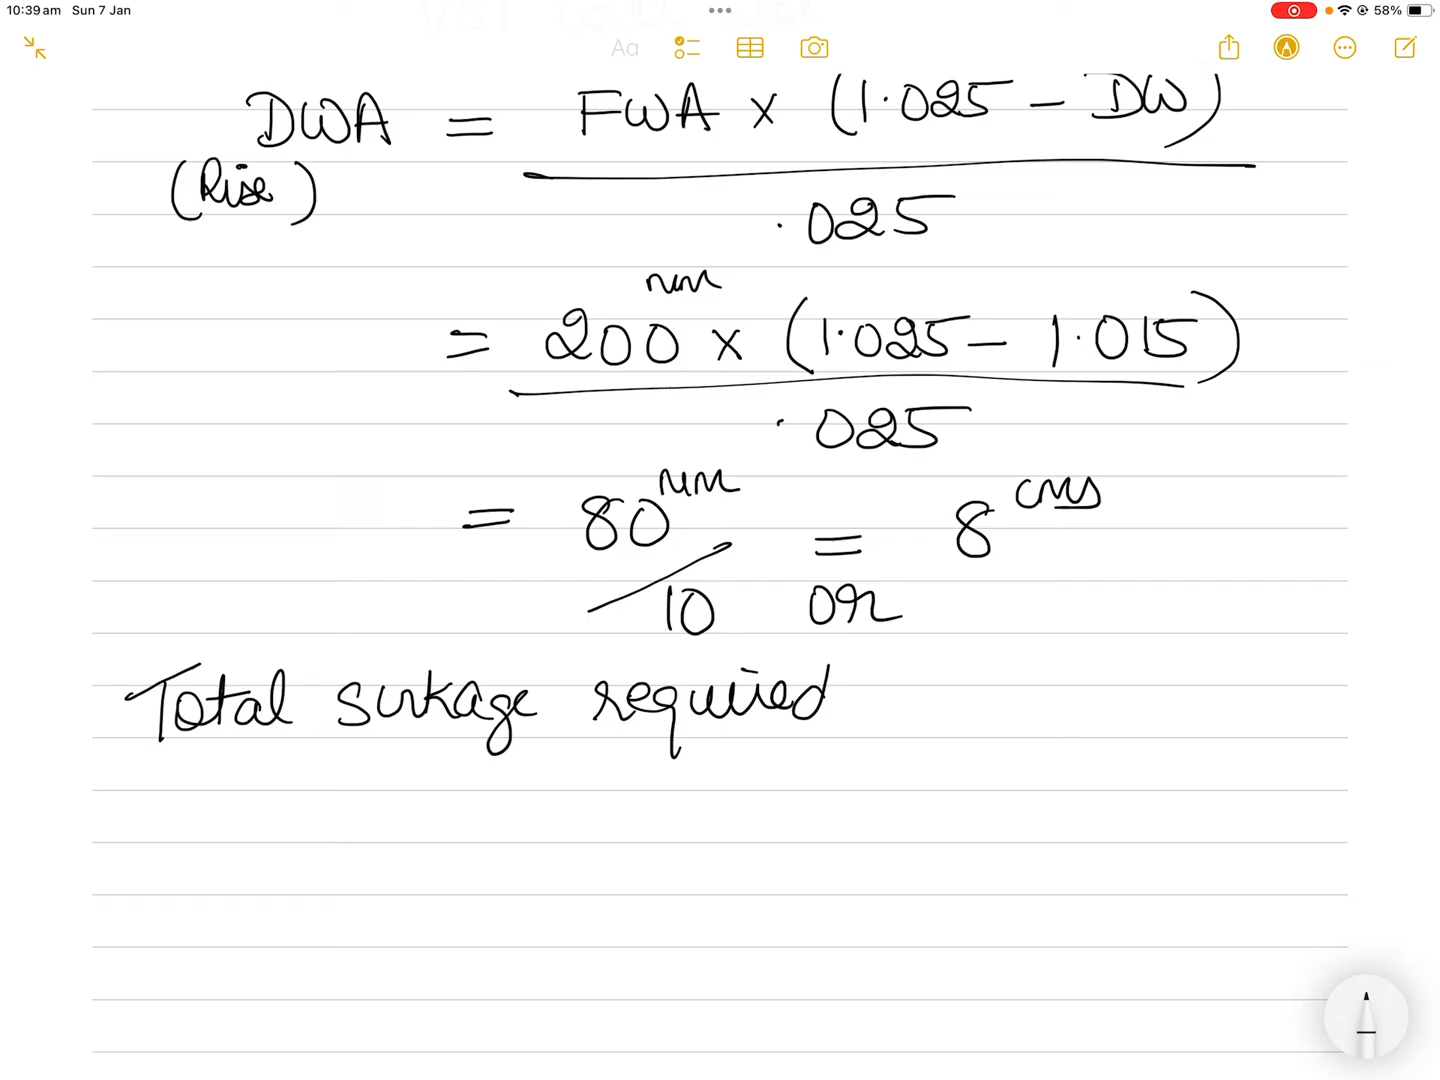 10:39 am Sun 7 Jan
58%
Aa
DWA = FWA x (1.025 - DW)
(Rise)
.025
mm
= 200 x (1.025 - 1.015)
.025
= 80 mm = 8 cms
/10 or
Total sinkage required